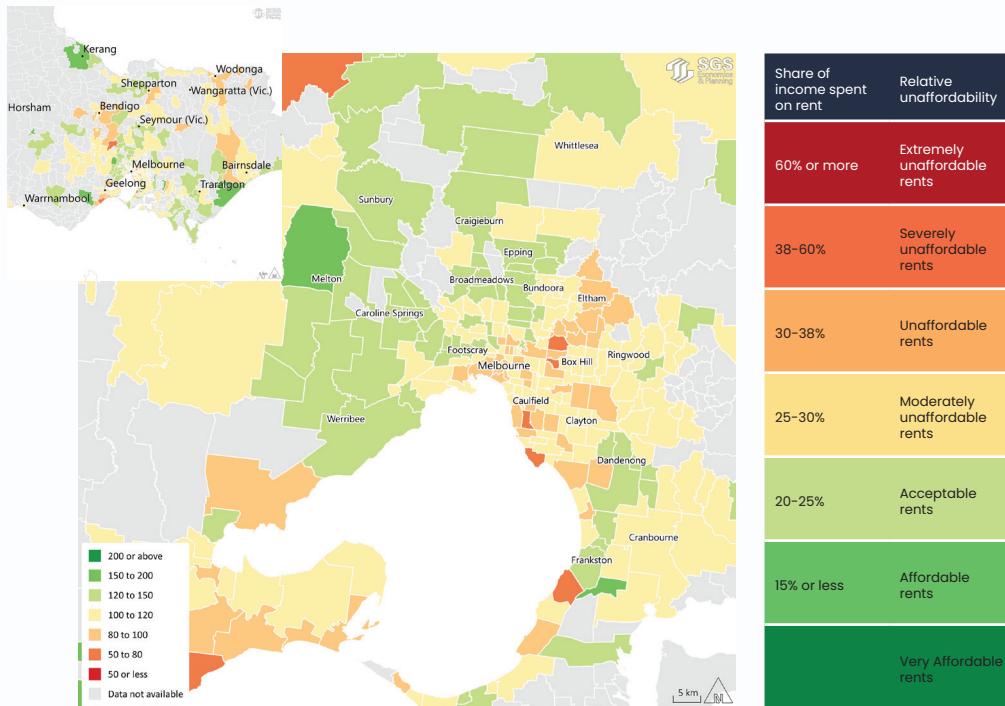 SGS
Kerang
Wodonga
Shepparton
Wangaratta (Vic.)
Horsham
Bendigo
Seymour (Vic.)
Melbourne
Bairnsdale
Geelong
Traralgon
Warrnambool
N
SGS
Economics
& Planning
Whittlesea
Sunbury
Craigieburn
Epping
Melton
Broadmeadows
Bundoora
Eltham
Caroline Springs
Footscray
Ringwood
Box Hill
Melbourne
Caulfield
Werribee
Clayton
Dandenong
Cranbourne
Frankston
200 or above
150 to 200
120 to 150
100 to 120
80 to 100
50 to 80
50 or less
Data not available
5 km
N
Share of
income spent
on rent
Relative
unaffordability
60% or more
Extremely
unaffordable
rents
38-60%
Severely
unaffordable
rents
30-38%
Unaffordable
rents
25-30%
Moderately
unaffordable
rents
20-25%
Acceptable
rents
15% or less
Affordable
rents
Very Affordable
rents